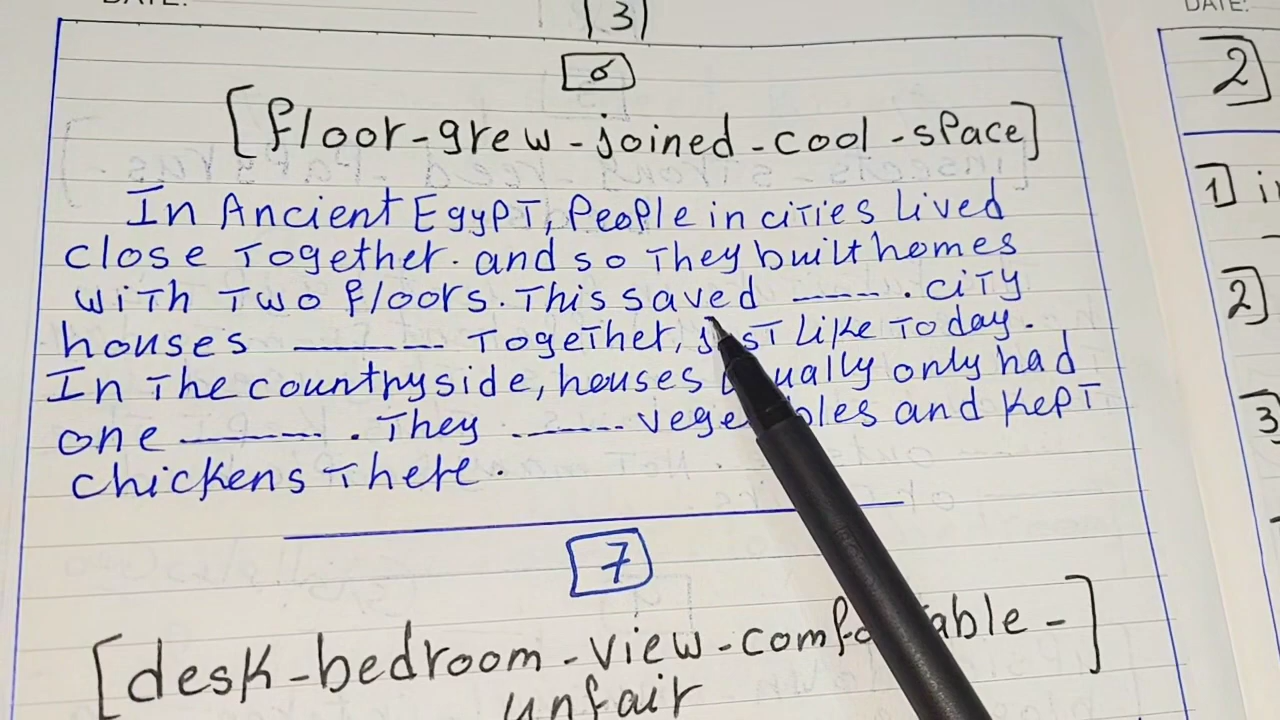 DATE:
3
6
[floor-grew-joined-cool-space]
In Ancient Egypt, People in cities lived
close together. and so they built homes
with two floors. This saved ----. city
houses ------ together, just like today.
In the countryside, houses usually only had
one ------. They ------ vegetables and kept
chickens there.
7
[desk-bedroom-view-comfortable-]
unfair
DATE:
2)
1) in
2)
3